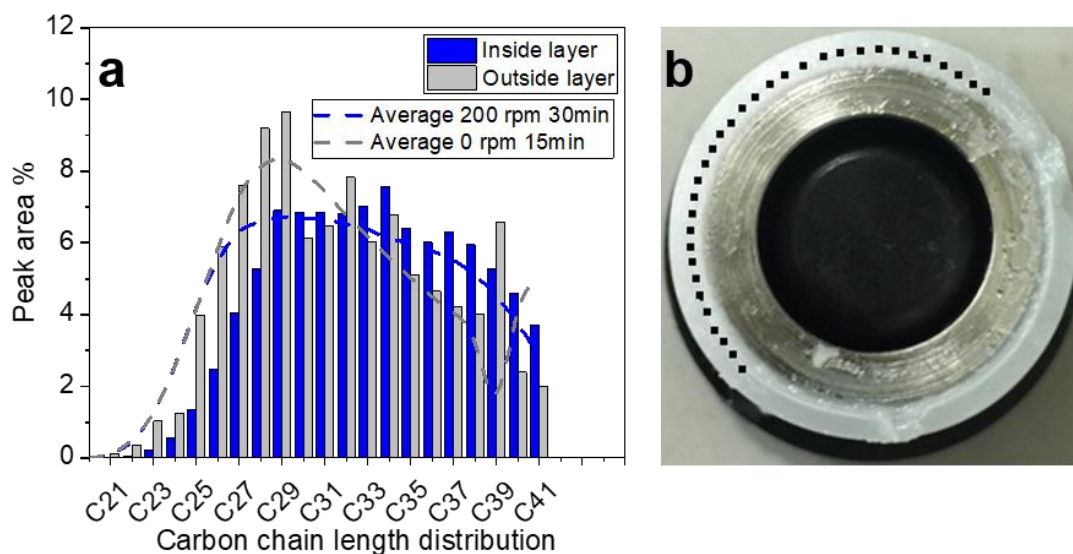 a
Inside layer
Outside layer
Average 200 rpm 30min
Average 0 rpm 15min
12
10
8
6
4
2
0
Peak area %
C21
C23
C25
C27
C29
C31
C33
C35
C37
C39
C41
Carbon chain length distribution
b